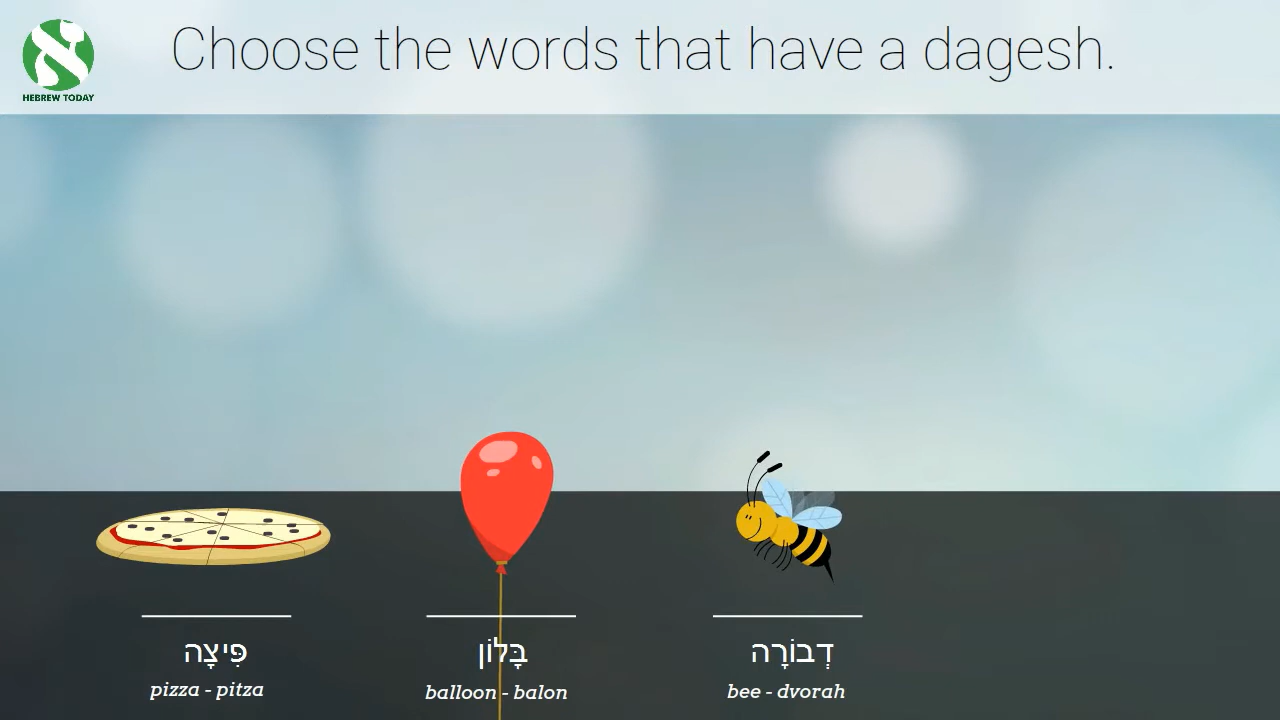 Choose the words that have a dagesh.
HEBREW TODAY
פִּיצָה
pizza - pitza
בָּלוֹן
balloon - balon
דְבוֹרָה
bee - dvorah